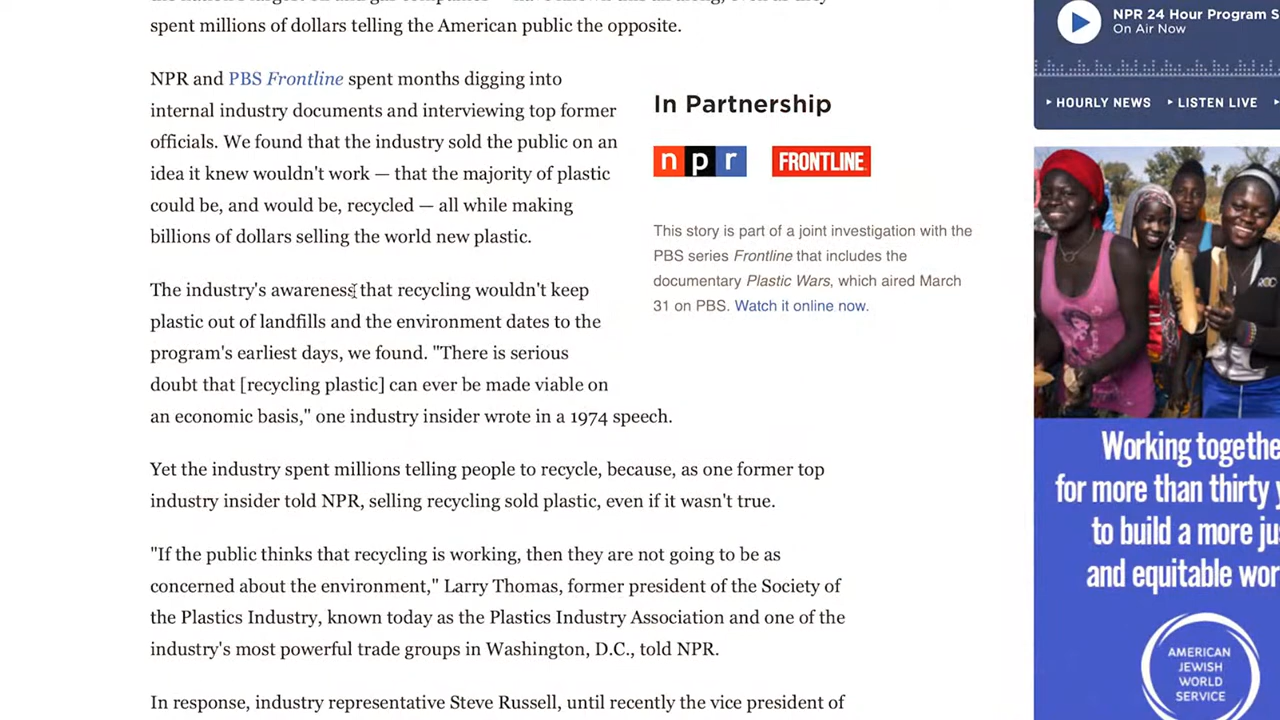 spent millions of dollars telling the American public the opposite.
NPR and PBS Frontline spent months digging into
internal industry documents and interviewing top former
officials. We found that the industry sold the public on an
idea it knew wouldn't work — that the majority of plastic
could be, and would be, recycled — all while making
billions of dollars selling the world new plastic.
In Partnership
npr FRONTLINE
This story is part of a joint investigation with the
PBS series Frontline that includes the
documentary Plastic Wars, which aired March
31 on PBS. Watch it online now.
The industry's awareness that recycling wouldn't keep
plastic out of landfills and the environment dates to the
program's earliest days, we found. "There is serious
doubt that [recycling plastic] can ever be made viable on
an economic basis," one industry insider wrote in a 1974 speech.
Yet the industry spent millions telling people to recycle, because, as one former top
industry insider told NPR, selling recycling sold plastic, even if it wasn't true.
"If the public thinks that recycling is working, then they are not going to be as
concerned about the environment," Larry Thomas, former president of the Society of
the Plastics Industry, known today as the Plastics Industry Association and one of the
industry's most powerful trade groups in Washington, D.C., told NPR.
In response, industry representative Steve Russell, until recently the vice president of
NPR 24 Hour Program S
On Air Now
HOURLY NEWS LISTEN LIVE
Working togethe
for more than thirty y
to build a more ju
and equitable wor
AMERICAN
JEWISH
WORLD
SERVICE